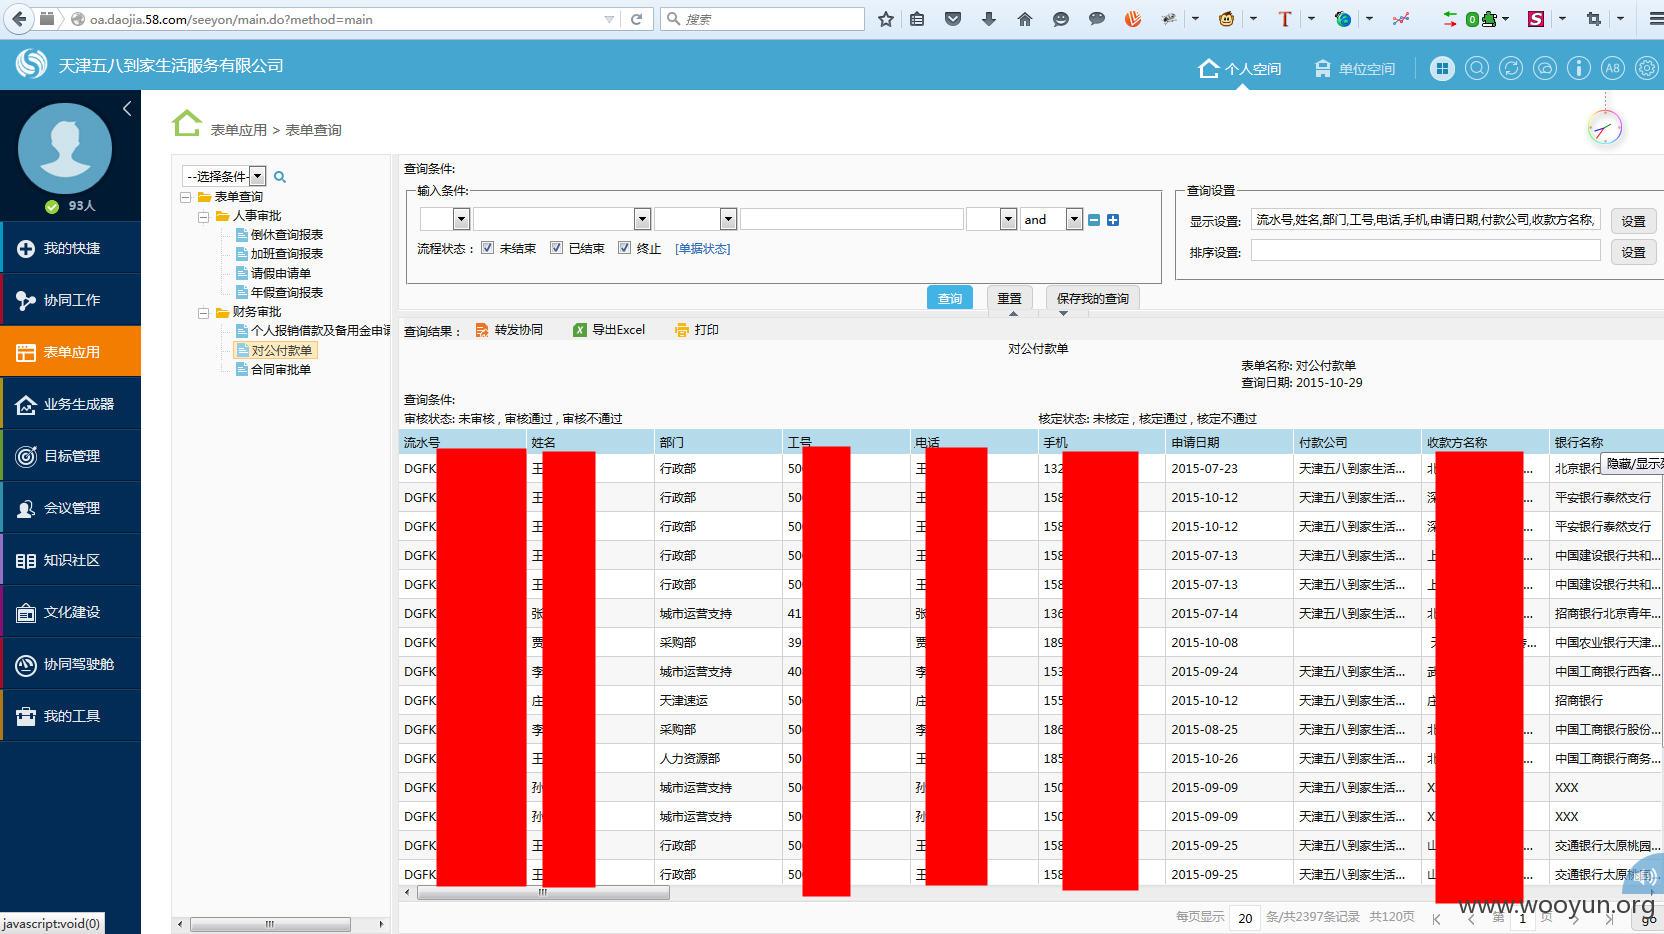 oa.daojia.58.com/seeyon/main.do?method=main
搜索
天津五八到家生活服务有限公司
个人空间
单位空间
A8
93人
我的快捷
协同工作
表单应用
业务生成器
目标管理
会议管理
知识社区
文化建设
协同驾驶舱
我的工具
javascript:void(0)
表单应用 > 表单查询
--选择条件-
表单查询
人事审批
倒休查询报表
加班查询报表
请假申请单
年假查询报表
财务审批
个人报销借款及备用金申请
对公付款单
合同审批单
查询条件:
输入条件:
and
流程状态： 未结束 已结束 终止 [单据状态]
查询设置
显示设置: 流水号,姓名,部门,工号,电话,手机,申请日期,付款公司,收款方名称, 设置
排序设置: 设置
查询 重置 保存我的查询
查询结果： 转发协同 导出Excel 打印
对公付款单
表单名称: 对公付款单
查询日期: 2015-10-29
查询条件:
审核状态: 未审核 , 审核通过 , 审核不通过 核定状态: 未核定 , 核定通过 , 核定不通过
流水号 姓名 部门 工号 电话 手机 申请日期 付款公司 收款方名称 银行名称
隐藏/显示
DGFK 王 行政部 50 王 132 2015-07-23 天津五八到家生活... 北 ... 北京银行
DGFK 王 行政部 50 王 158 2015-10-12 天津五八到家生活... 深 ... 平安银行泰然支行
DGFK 王 行政部 50 王 158 2015-10-12 天津五八到家生活... 深 ... 平安银行泰然支行
DGFK 王 行政部 50 王 158 2015-07-13 天津五八到家生活... 上 ... 中国建设银行共和...
DGFK 王 行政部 50 王 158 2015-07-13 天津五八到家生活... 上 ... 中国建设银行共和...
DGFK 张 城市运营支持 41 张 136 2015-07-14 天津五八到家生活... 北 ... 招商银行北京青年...
DGFK 贾 采购部 39 贾 189 2015-10-08 天 ... 中国农业银行天津...
DGFK 李 城市运营支持 40 李 153 2015-09-24 天津五八到家生活... 武 ... 中国工商银行西客...
DGFK 庄 天津速运 50 庄 155 2015-10-12 天津五八到家生活... 庄 招商银行
DGFK 李 采购部 50 李 186 2015-08-25 天津五八到家生活... 北 ... 中国工商银行股份...
DGFK 王 人力资源部 50 王 185 2015-10-26 天津五八到家生活... 北 ... 中国工商银行商务...
DGFK 孙 城市运营支持 50 孙 150 2015-09-09 天津五八到家生活... X XXX
DGFK 孙 城市运营支持 50 孙 150 2015-09-09 天津五八到家生活... X XXX
DGFK 王 行政部 50 王 158 2015-09-25 天津五八到家生活... 山 ... 交通银行太原桃园...
DGFK 王 行政部 50 王 158 2015-09-25 天津五八到家生活... 山 ... 交通银行太原桃园...
每页显示 20 条/共2397条记录 共120页 第 1 页 go
www.wooyun.org